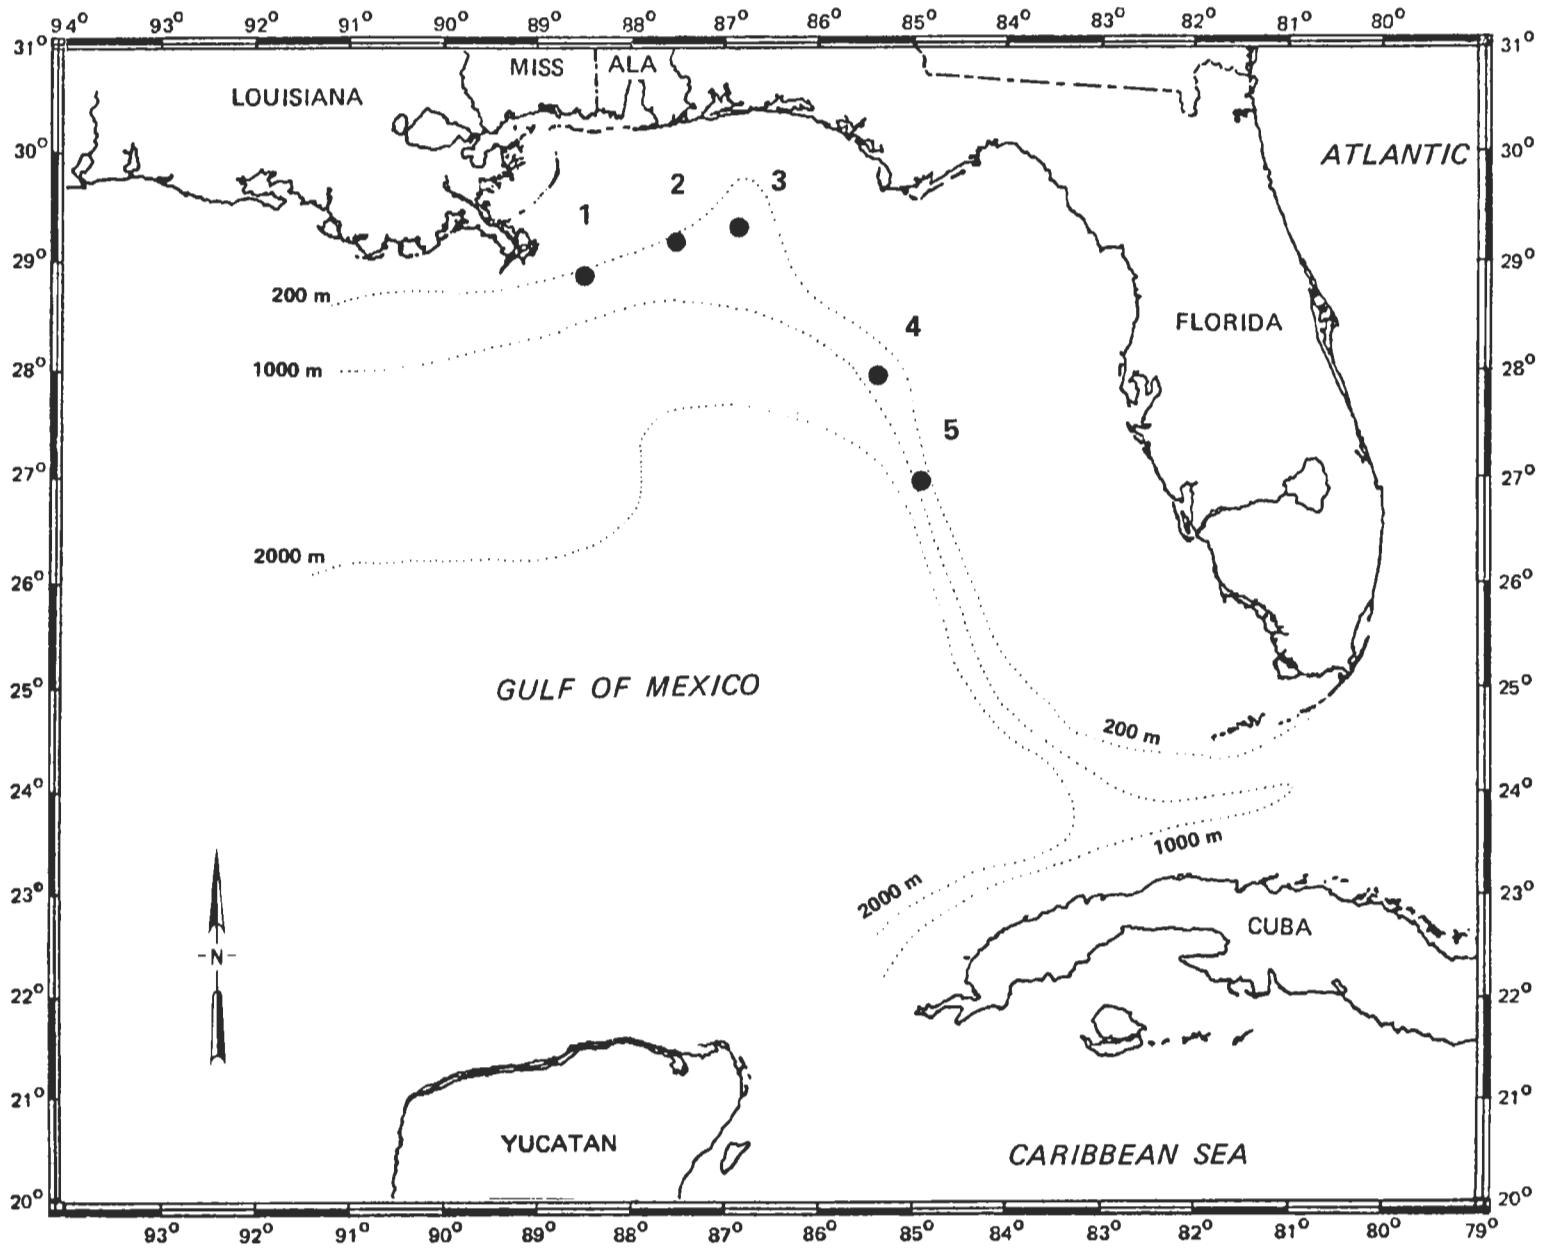 94° 93° 92° 91° 90° 89° 88° 87° 86° 85° 84° 83° 82° 81° 80°
31° 31°
MISS ALA
LOUISIANA
30° ATLANTIC 30°
2 3
1
29° 29°
200 m
4 FLORIDA
1000 m 28° 28°
5
27° 27°
2000 m
26° 26°
GULF OF MEXICO
25° 25°
200 m
24° 24°
1000 m
23° 2000 m 23°
CUBA
N
22° 22°
21° 21°
YUCATAN
CARIBBEAN SEA
20° 20°
93° 92° 91° 90° 89° 88° 87° 86° 85° 84° 83° 82° 81° 80° 79°